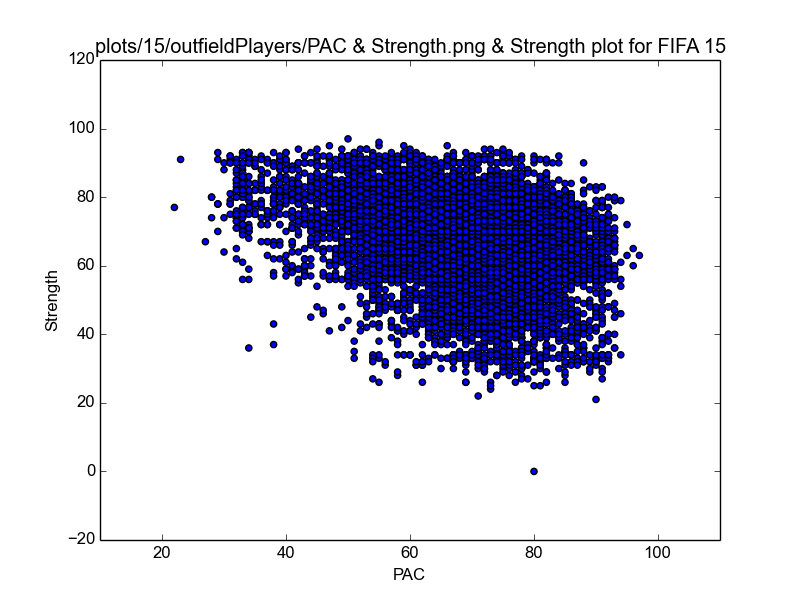 plots/15/outfieldPlayers/PAC & Strength.png & Strength plot for FIFA 15
120
100
80
60
40
20
0
−20
Strength
20 40 60 80 100
PAC